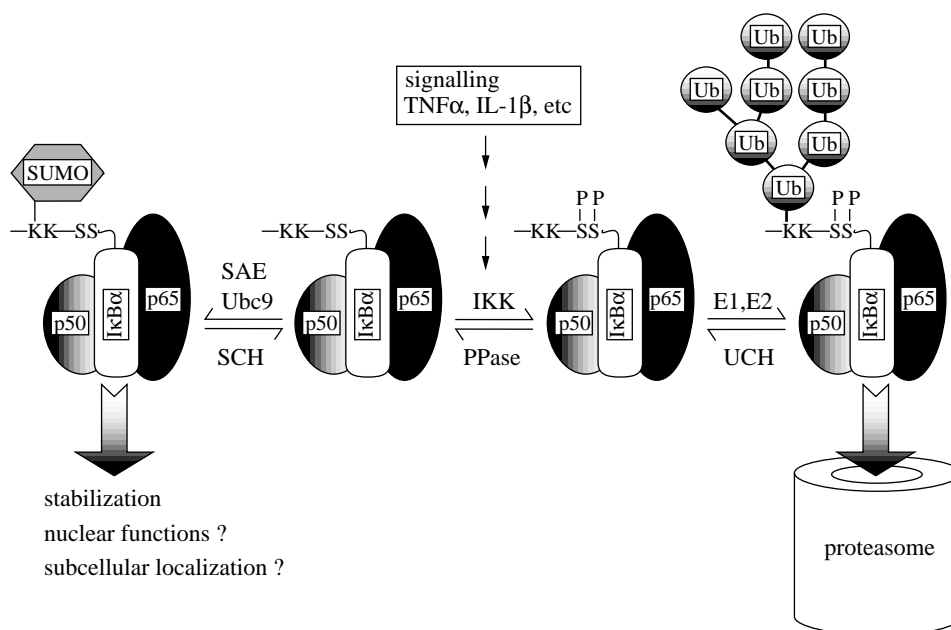 Ub Ub
signalling
TNFα, IL-1β, etc
Ub Ub Ub
Ub Ub
SUMO
Ub
P P
P P
KK SS
KK SS
KK SS
KK SS
SAE
Ubc9
SCH
IKK
PPase
E1,E2
UCH
p50 IκBα p65
p50 IκBα p65
p50 IκBα p65
p50 IκBα p65
stabilization
nuclear functions ?
subcellular localization ?
proteasome